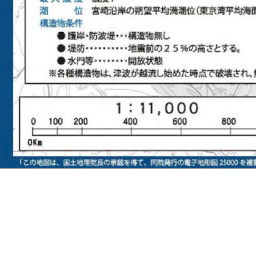 潮　　位　宮崎沿岸の朔望平均満潮位(東京湾平均海面
構造物条件
●護岸・防波堤・・・構造物無し
●堤防・・・・・・・・・・地震前の25%の高さとする。
●水門等・・・・・・・・開放状態
※各種構造物は、津波が越流し始めた時点で破壊され、
1:11,000
0 100 200 400 600 800
0Km
「この地図は、国土地理院長の承認を得て、同院発行の電子地形図25000を複